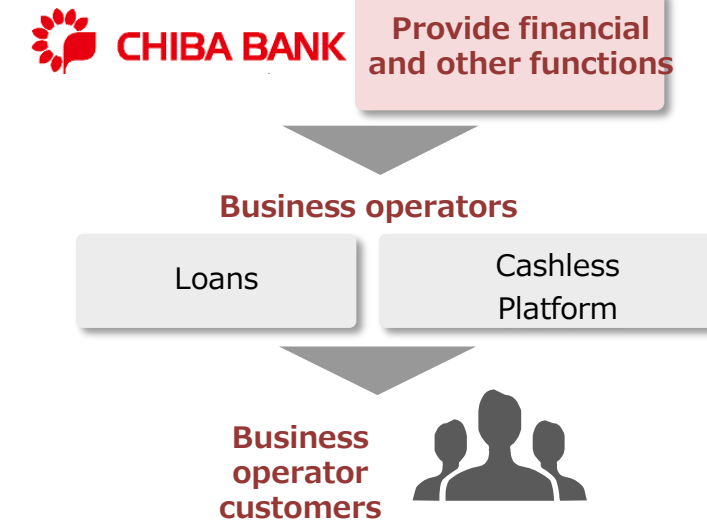 CHIBA BANK
Provide financial
and other functions
Business operators
Loans
Cashless
Platform
Business
operator
customers